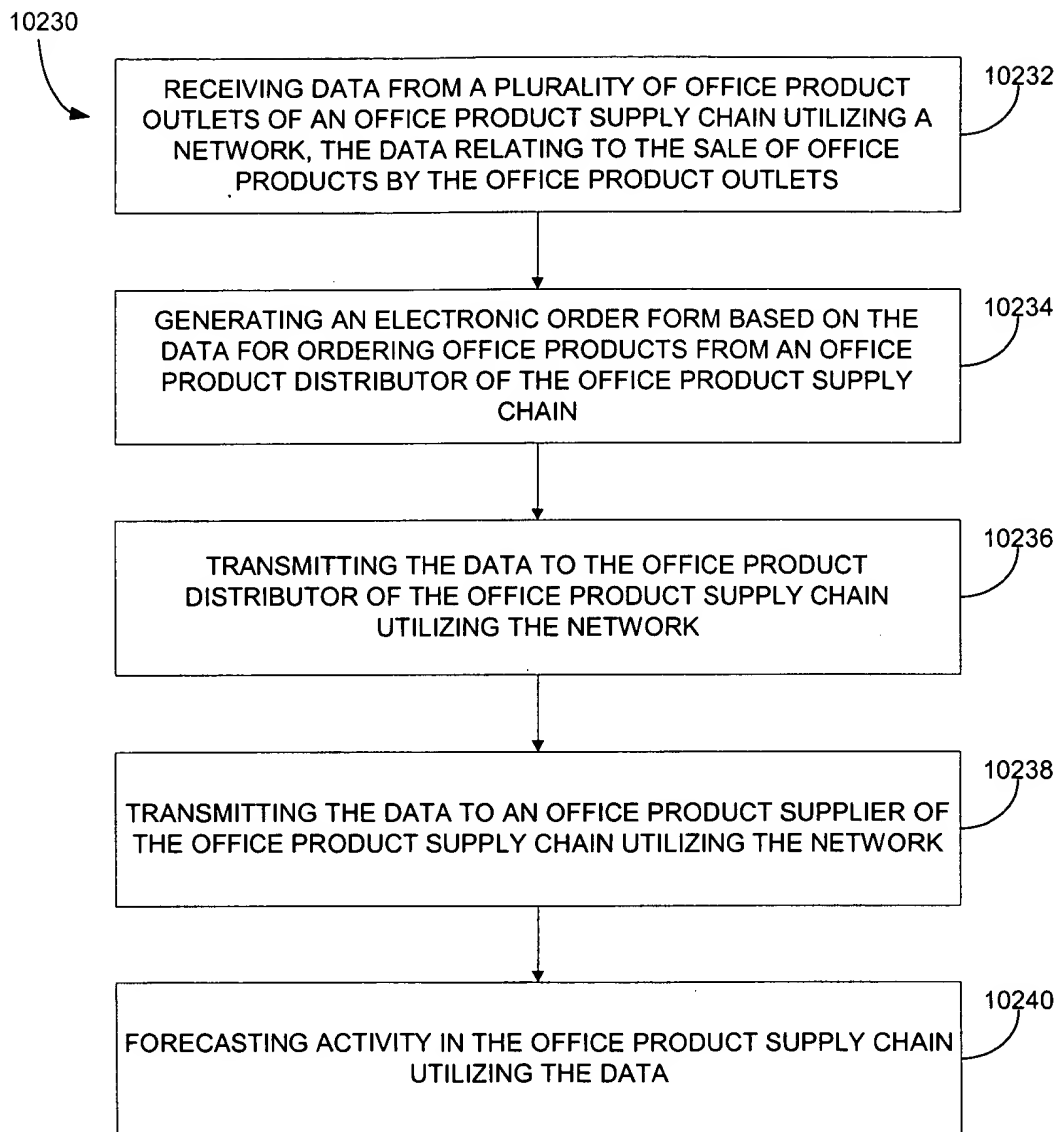 10230
10232
RECEIVING DATA FROM A PLURALITY OF OFFICE PRODUCT
OUTLETS OF AN OFFICE PRODUCT SUPPLY CHAIN UTILIZING A
NETWORK, THE DATA RELATING TO THE SALE OF OFFICE
PRODUCTS BY THE OFFICE PRODUCT OUTLETS
10234
GENERATING AN ELECTRONIC ORDER FORM BASED ON THE
DATA FOR ORDERING OFFICE PRODUCTS FROM AN OFFICE
PRODUCT DISTRIBUTOR OF THE OFFICE PRODUCT SUPPLY
CHAIN
10236
TRANSMITTING THE DATA TO THE OFFICE PRODUCT
DISTRIBUTOR OF THE OFFICE PRODUCT SUPPLY CHAIN
UTILIZING THE NETWORK
10238
TRANSMITTING THE DATA TO AN OFFICE PRODUCT SUPPLIER OF
THE OFFICE PRODUCT SUPPLY CHAIN UTILIZING THE NETWORK
10240
FORECASTING ACTIVITY IN THE OFFICE PRODUCT SUPPLY CHAIN
UTILIZING THE DATA